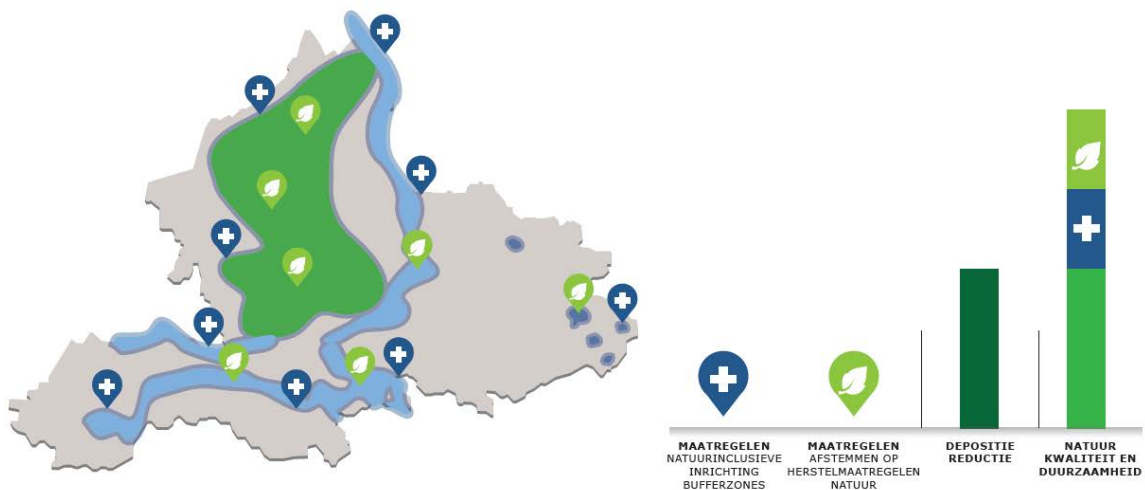 MAATREGELEN
NATUURINCLUSIEVE
INRICHTING
BUFFERZONES
MAATREGELEN
AFSTEMMEN OP
HERSTELMAATREGELEN
NATUUR
DEPOSITIE
REDUCTIE
NATUUR
KWALITEIT EN
DUURZAAMHEID